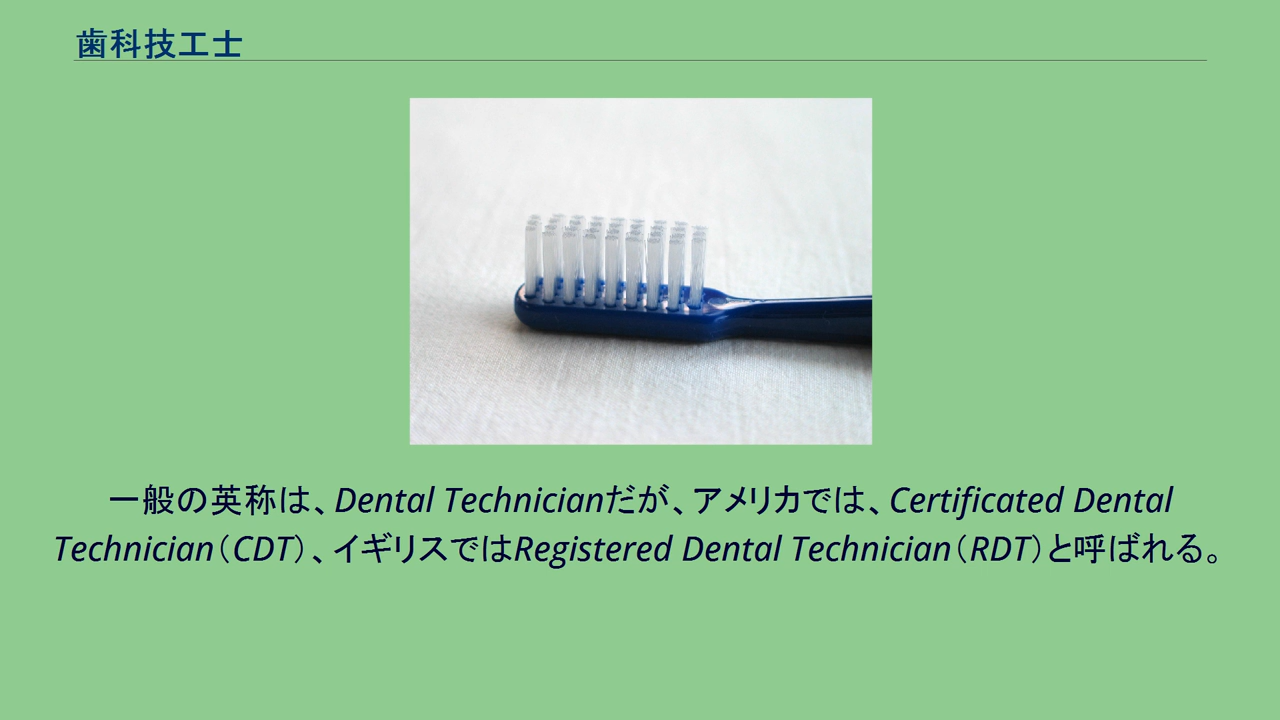 歯科技工士
一般の英称は、Dental Technicianだが、アメリカでは、Certificated Dental
Technician（CDT）、イギリスではRegistered Dental Technician（RDT）と呼ばれる。